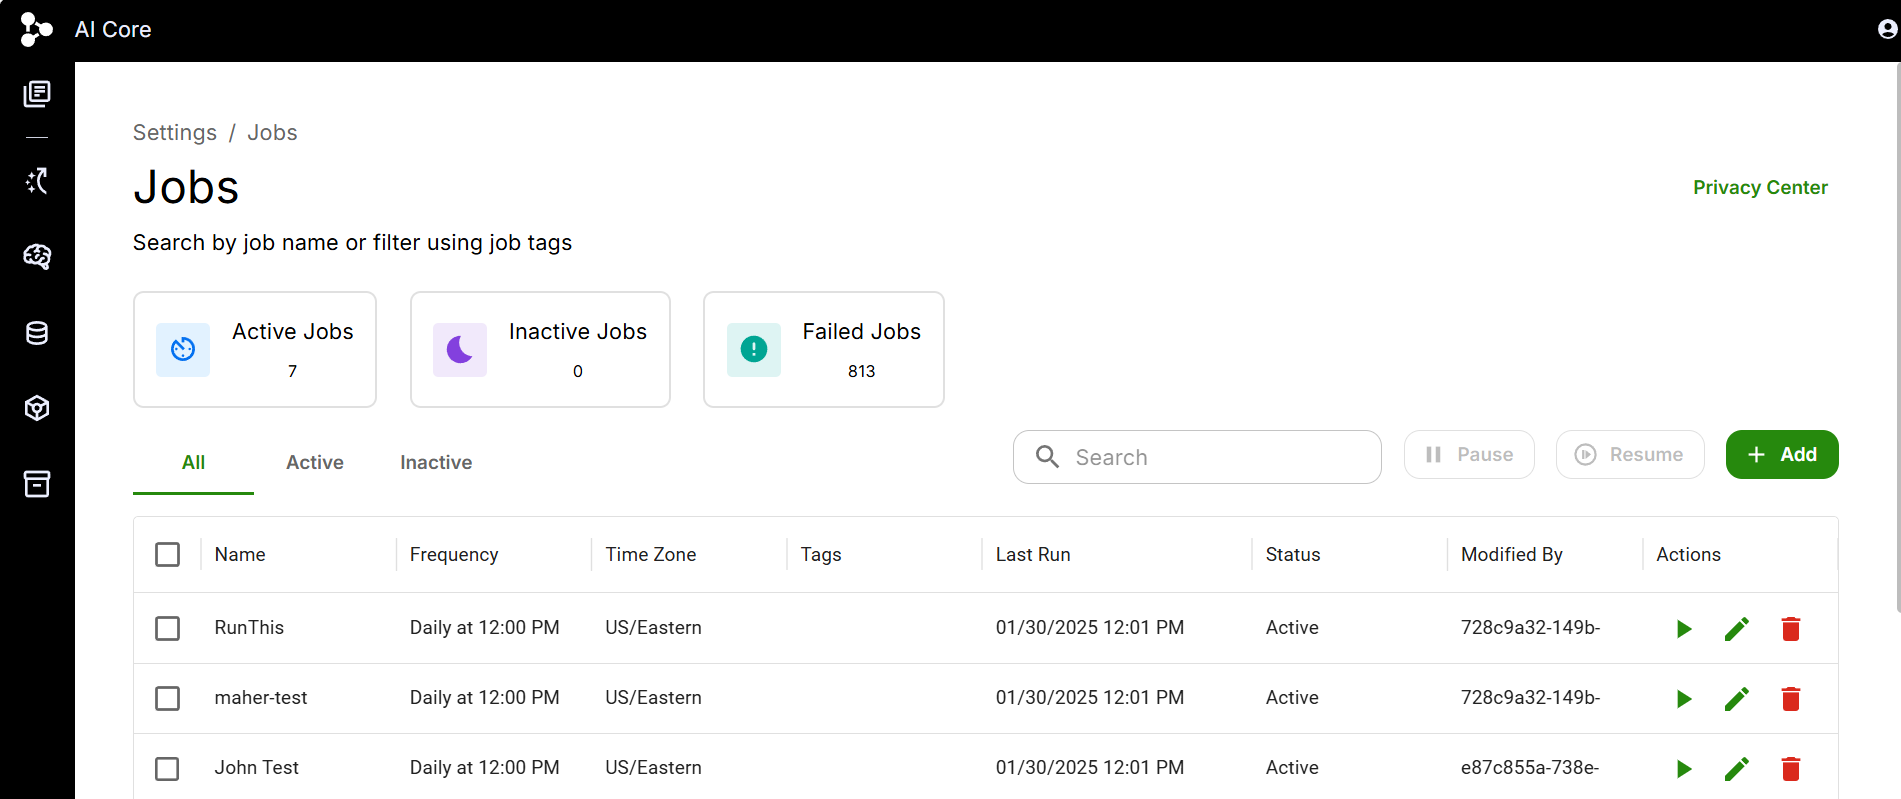 AI Core
Settings / Jobs
Jobs
Privacy Center
Search by job name or filter using job tags
Active Jobs
7
Inactive Jobs
0
Failed Jobs
813
All Active Inactive Search Pause Resume + Add
Name Frequency Time Zone Tags Last Run Status Modified By Actions
RunThis Daily at 12:00 PM US/Eastern 01/30/2025 12:01 PM Active 728c9a32-149b-
maher-test Daily at 12:00 PM US/Eastern 01/30/2025 12:01 PM Active 728c9a32-149b-
John Test Daily at 12:00 PM US/Eastern 01/30/2025 12:01 PM Active e87c855a-738e-